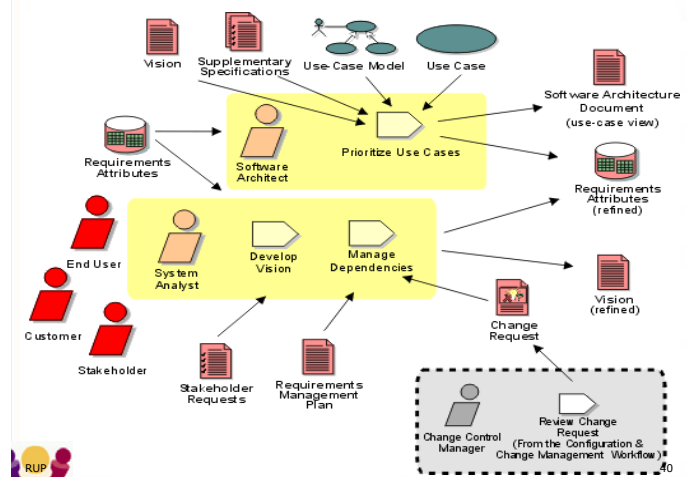 Vision
Supplementary
Specifications
Use-Case Model
Use Case
Software Architecture
Document
(use-case view)
Requirements
Attributes
Software
Architect
Prioritize Use Cases
Requirements
Attributes
(refined)
End User
System
Analyst
Develop
Vision
Manage
Dependencies
Vision
(refined)
Customer
Stakeholder
Change
Request
Stakeholder
Requests
Requirements
Management
Plan
Change Control
Manager
Review Change
Request
(From the Configuration &
Change Management Workflow)
RUP
40